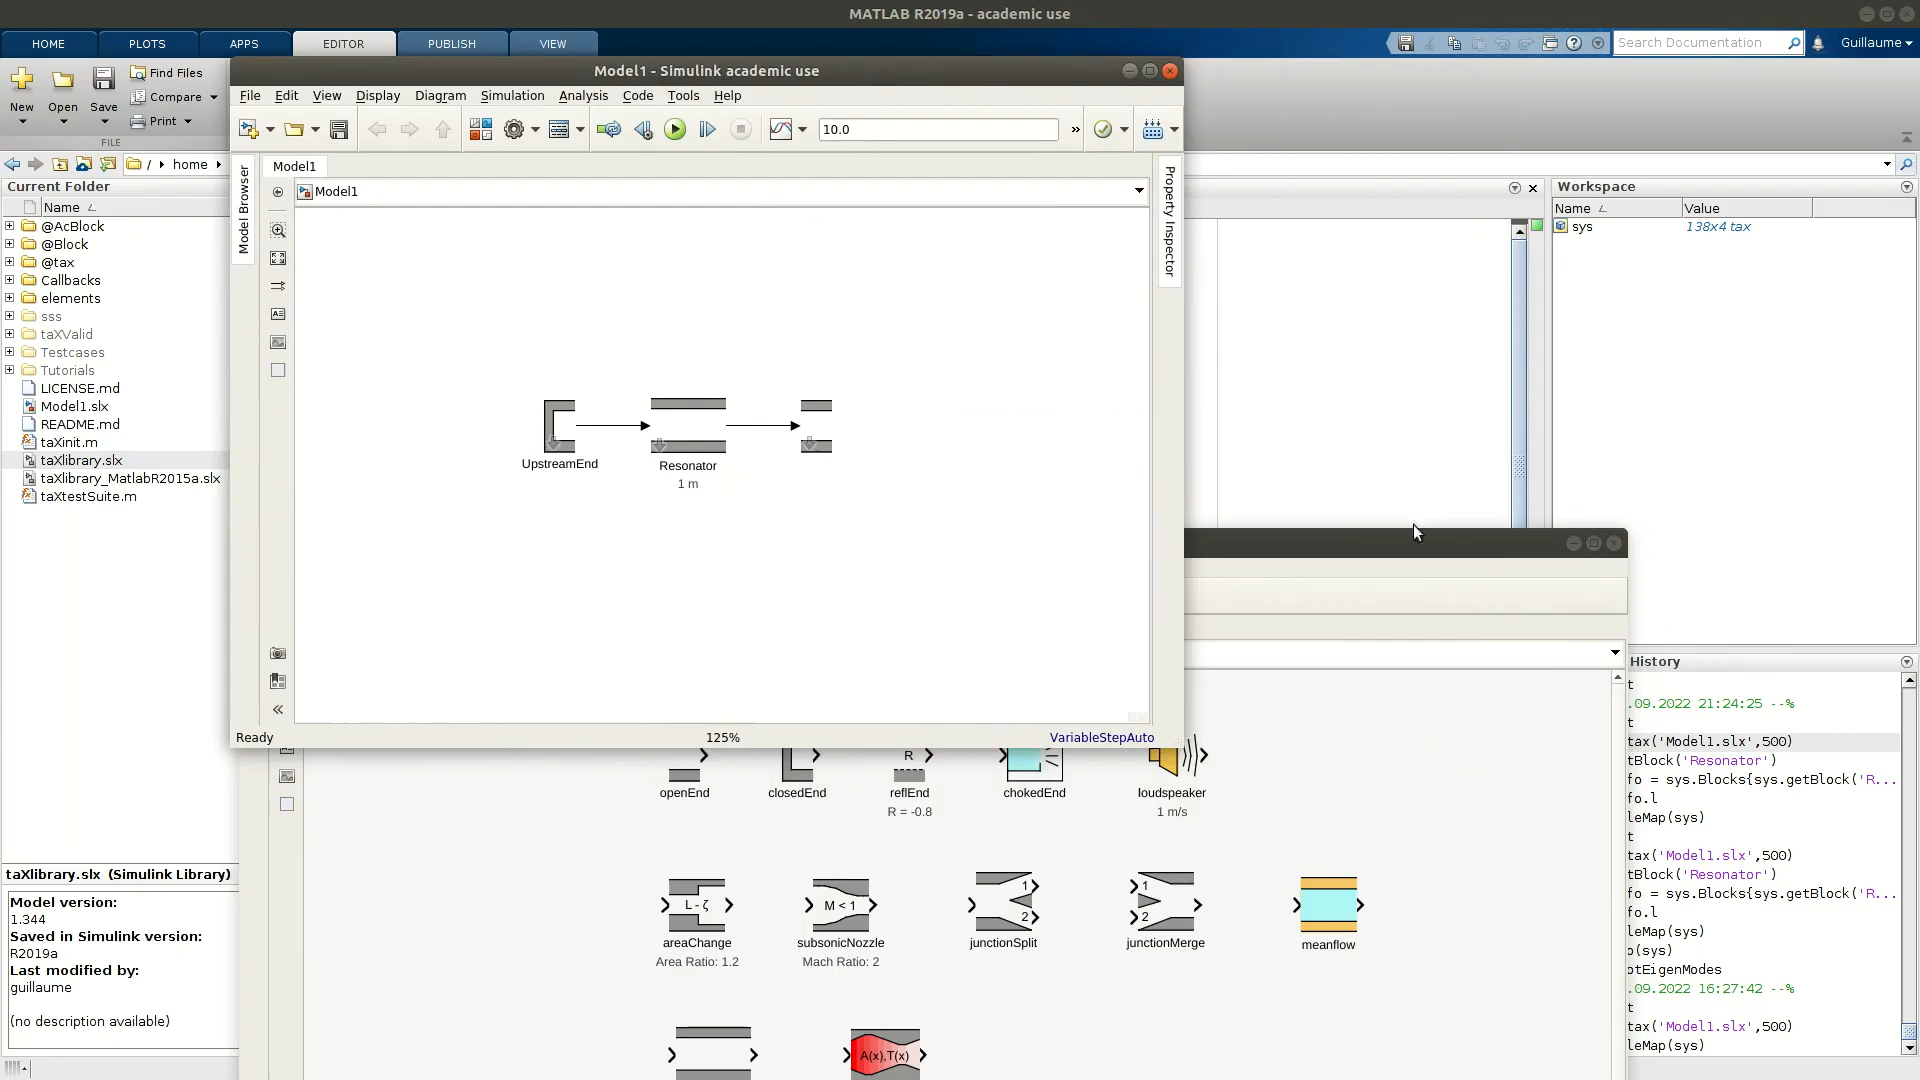 MATLAB R2019a - academic use
HOME
PLOTS
APPS
EDITOR
PUBLISH
VIEW
Search Documentation
Guillaume
New
Open
Save
Find Files
Compare
Print
FILE
/ home
Model1 - Simulink academic use
File Edit View Display Diagram Simulation Analysis Code Tools Help
10.0
»
Current Folder
Name
@AcBlock
@Block
@tax
Callbacks
elements
sss
taXValid
Testcases
Tutorials
LICENSE.md
Model1.slx
README.md
taXinit.m
taXlibrary.slx
taXlibrary_MatlabR2015a.slx
taXtestSuite.m
Model Browser
Model1
Model1
Property Inspector
UpstreamEnd
Resonator
1 m
Ready
125%
VariableStepAuto
Workspace
Name
Value
sys
138x4 tax
openEnd
closedEnd
R
reflEnd
R = -0.8
chokedEnd
loudspeaker
1 m/s
L - ζ
areaChange
Area Ratio: 1.2
M < 1
subsonicNozzle
Mach Ratio: 2
1
2
junctionSplit
1
2
junctionMerge
meanflow
A(x),T(x)
History
t
.09.2022 21:24:25 --%
t
tax('Model1.slx',500)
tBlock('Resonator')
fo = sys.Blocks{sys.getBlock('R...
fo.l
leMap(sys)
t
tax('Model1.slx',500)
tBlock('Resonator')
fo = sys.Blocks{sys.getBlock('R...
fo.l
leMap(sys)
o(sys)
otEigenModes
.09.2022 16:27:42 --%
t
tax('Model1.slx',500)
leMap(sys)
taXlibrary.slx (Simulink Library)
Model version:
1.344
Saved in Simulink version:
R2019a
Last modified by:
guillaume
(no description available)